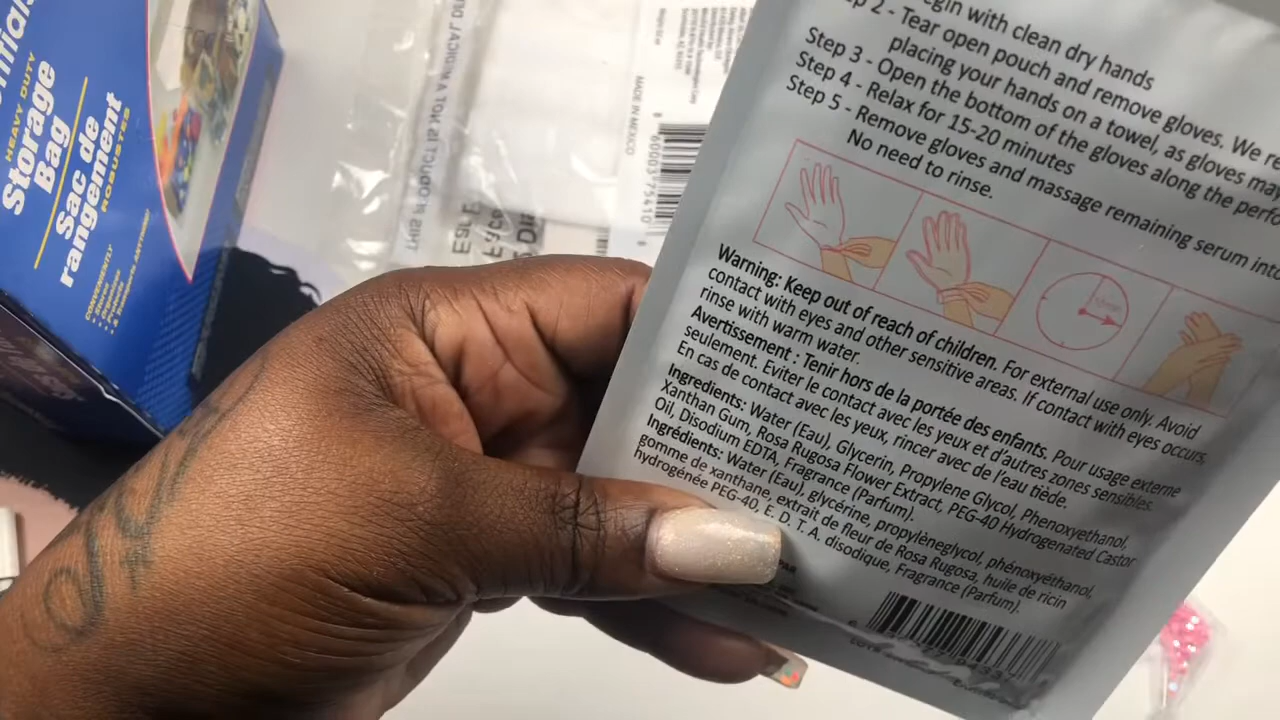 HEAVY DUTY
Storage
Bag
Sac de
rangement
ROBUSTES
CONVENIENTLY
THIS PRODUCT IS NOT A MEDICAL
MADE IN MEXICO
with clean dry hands
2 - Tear open pouch and remove gloves. We
placing your hands on a towel, as gloves may
Step 3 - Open the bottom of the gloves along the
Step 4 - Relax for 15-20 minutes
Step 5 - Remove gloves and massage remaining serum into
No need to rinse.
Warning: Keep out of reach of children. For external use only. Avoid
contact with eyes and other sensitive areas. If contact with eyes occurs,
rinse with warm water.
Avertissement : Tenir hors de la portée des enfants. Pour usage externe
seulement. Eviter le contact avec les yeux et d'autres zones sensibles.
En cas de contact avec les yeux, rincer avec de l'eau tiède.
Ingredients: Water (Eau), Glycerin, Propylene Glycol, Phenoxyethanol,
Xanthan Gum, Rosa Rugosa Flower Extract, PEG-40 Hydrogenated Castor
Oil, Disodium EDTA, Fragrance (Parfum).
Ingrédients: Water (Eau), glycérine, propylèneglycol, phénoxyéthanol,
gomme de xanthane, extrait de fleur de Rosa Rugosa, huile de ricin
hydrogénée PEG-40, E. D. T. A. disodique, Fragrance (Parfum).